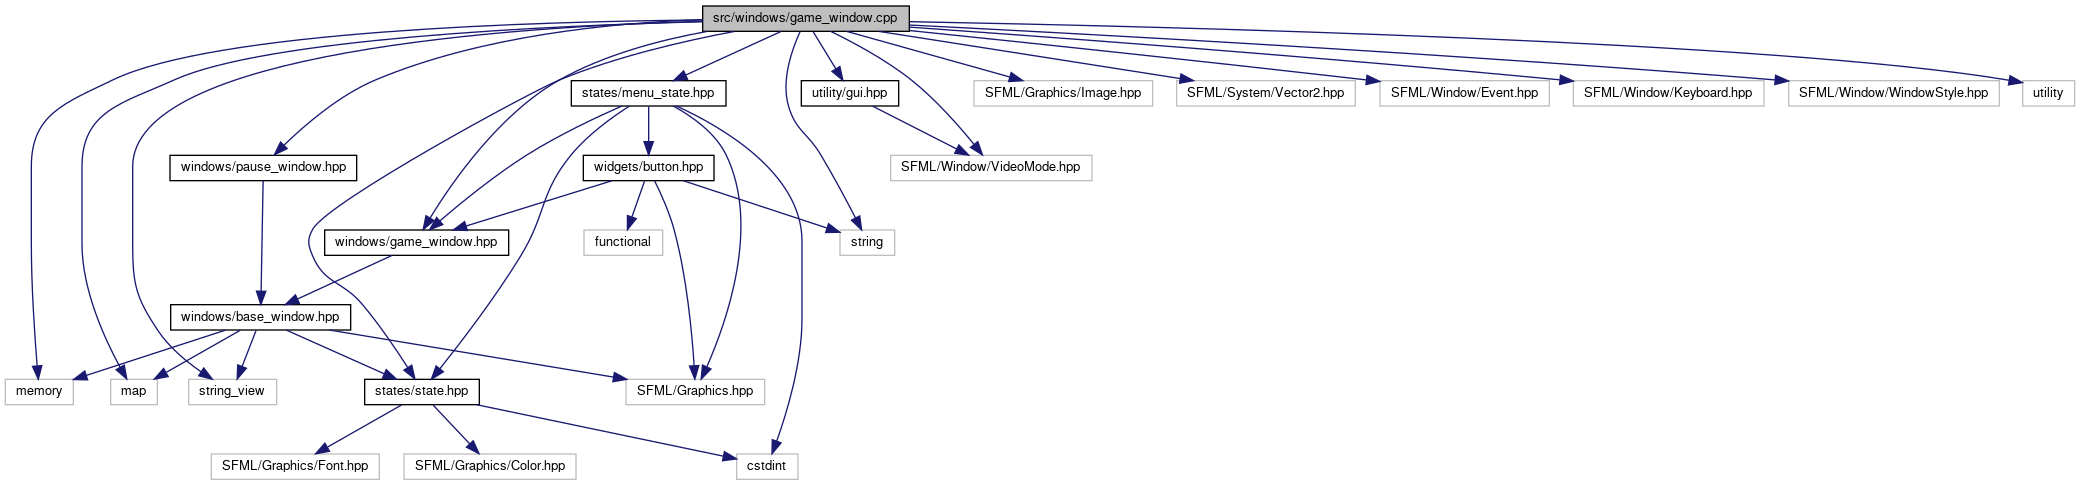 src/windows/game_window.cpp
states/menu_state.hpp
utility/gui.hpp
SFML/Graphics/Image.hpp
SFML/System/Vector2.hpp
SFML/Window/Event.hpp
SFML/Window/Keyboard.hpp
SFML/Window/WindowStyle.hpp
utility
windows/pause_window.hpp
widgets/button.hpp
SFML/Window/VideoMode.hpp
windows/game_window.hpp
functional
string
windows/base_window.hpp
memory
map
string_view
states/state.hpp
SFML/Graphics.hpp
SFML/Graphics/Font.hpp
SFML/Graphics/Color.hpp
cstdint